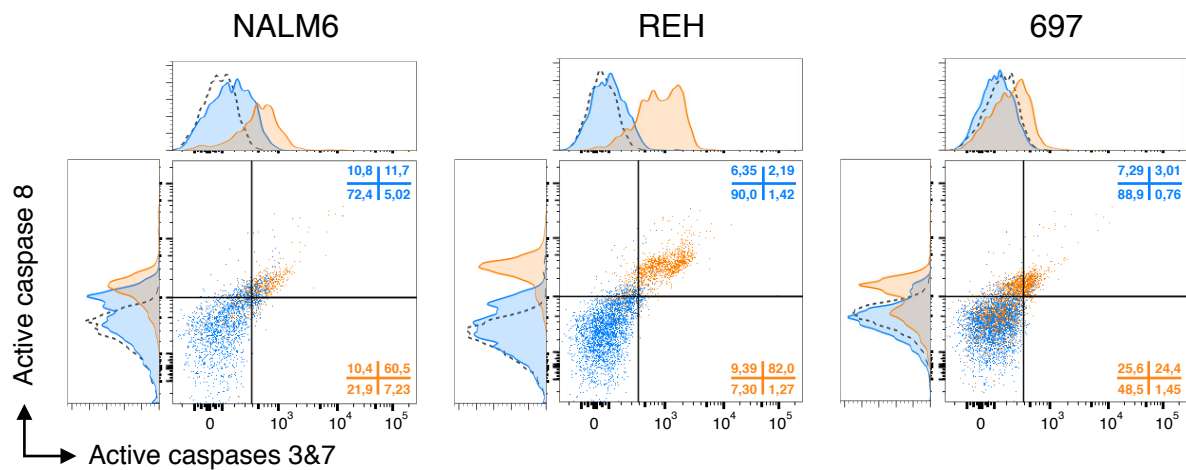 NALM6
REH
697
10,8 11,7
72,4 5,02
6,35 2,19
90,0 1,42
7,29 3,01
88,9 0,76
Active caspase 8
10,4 60,5
21,9 7,23
9,39 82,0
7,30 1,27
25,6 24,4
48,5 1,45
0 10³ 10⁴ 10⁵
0 10³ 10⁴ 10⁵
0 10³ 10⁴ 10⁵
Active caspases 3&7